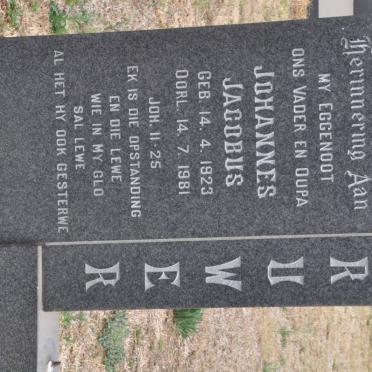 Herinnering Aan
MY EGGENOOT
ONS VADER EN OUPA
JOHANNES
JACOBUS
GEB. 14. 4. 1923
OORL. 14. 7. 1981
JOH. 11:25
EK IS DIE OPSTANDING
EN DIE LEWE
WIE IN MY GLO
SAL LEWE
AL HET HY OOK GESTERWE
RUWER